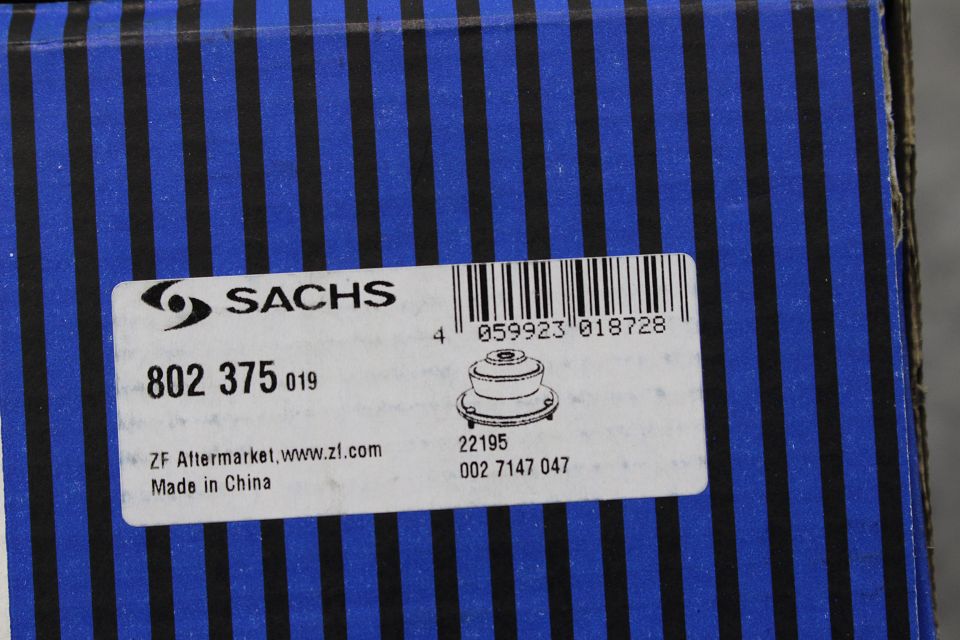 SACHS
4 059923 018728
802 375 019
ZF Aftermarket, www.zf.com
Made in China
22195
002 7147 047